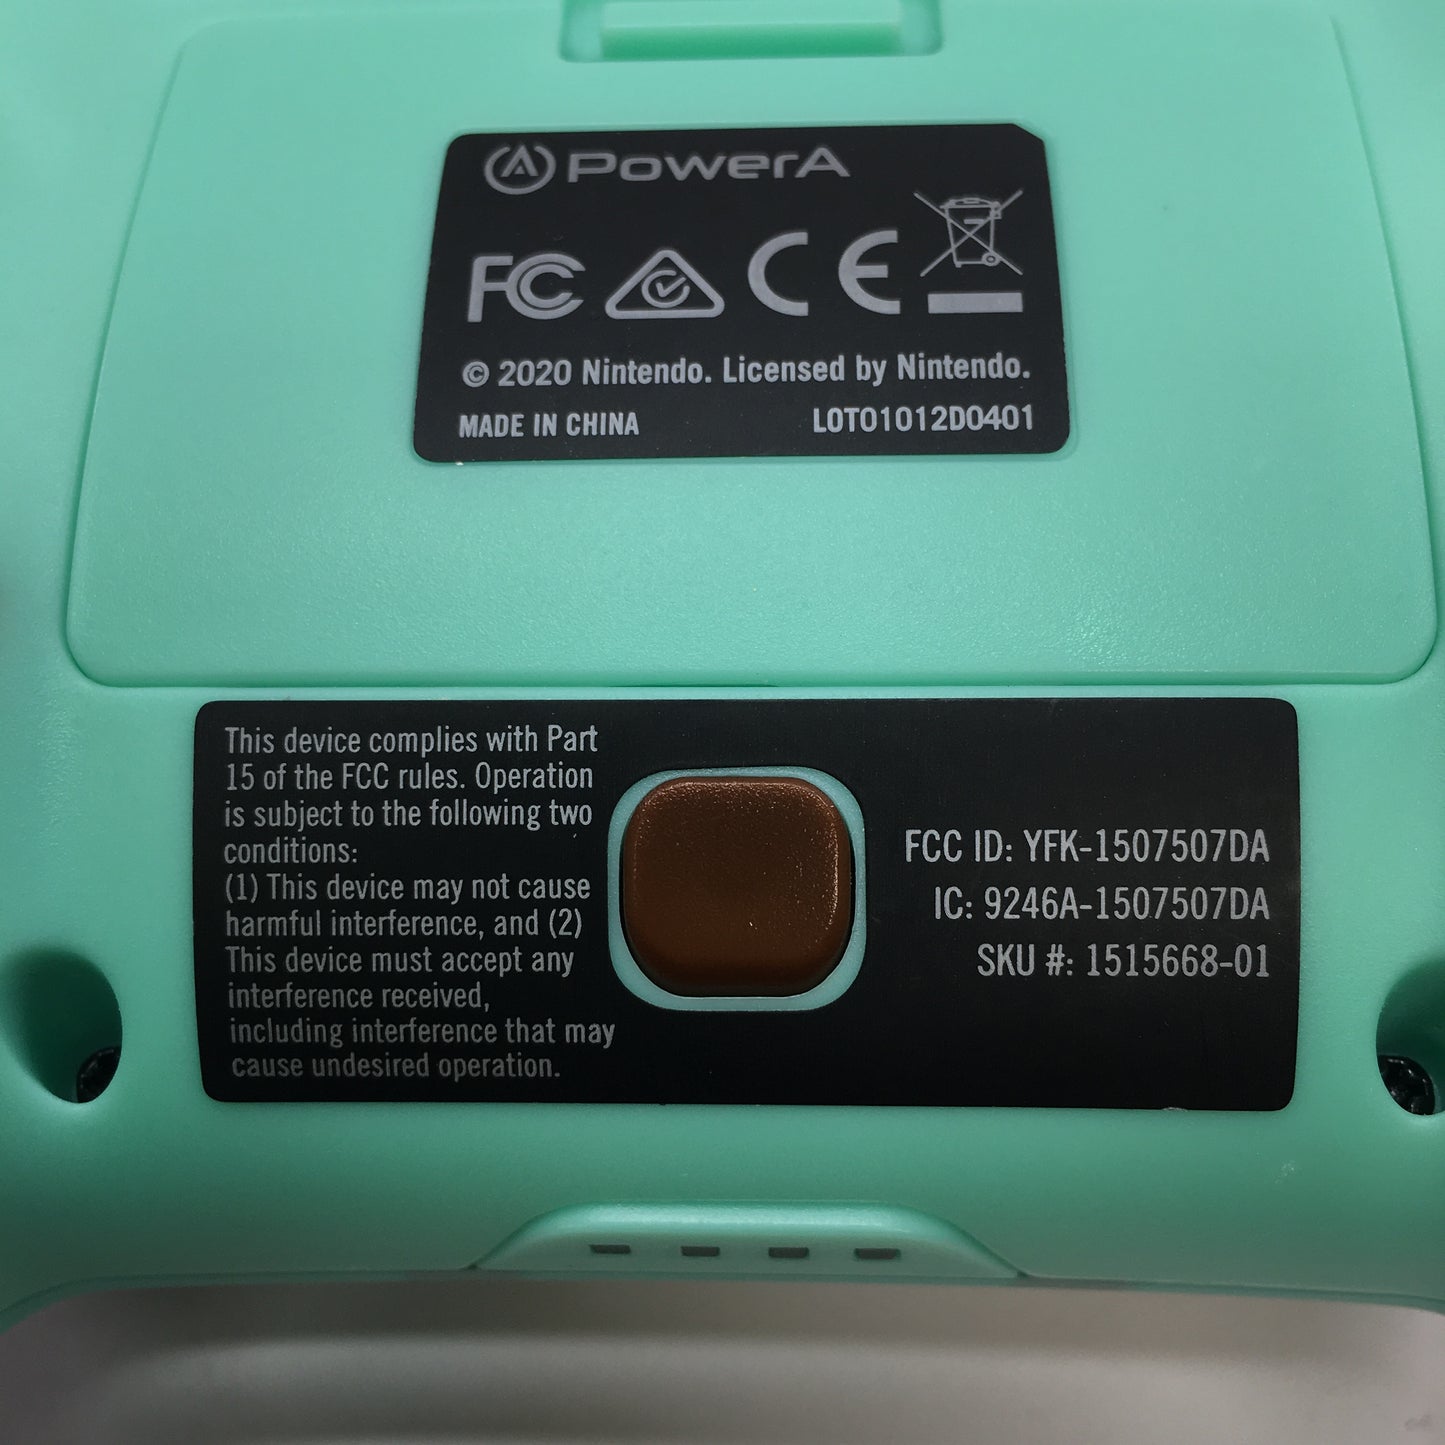 PowerA
FC CE
© 2020 Nintendo. Licensed by Nintendo.
MADE IN CHINA LOT01012D0401
This device complies with Part
15 of the FCC rules. Operation
is subject to the following two
conditions:
(1) This device may not cause
harmful interference, and (2)
This device must accept any
interference received,
including interference that may
cause undesired operation.
FCC ID: YFK-1507507DA
IC: 9246A-1507507DA
SKU #: 1515668-01